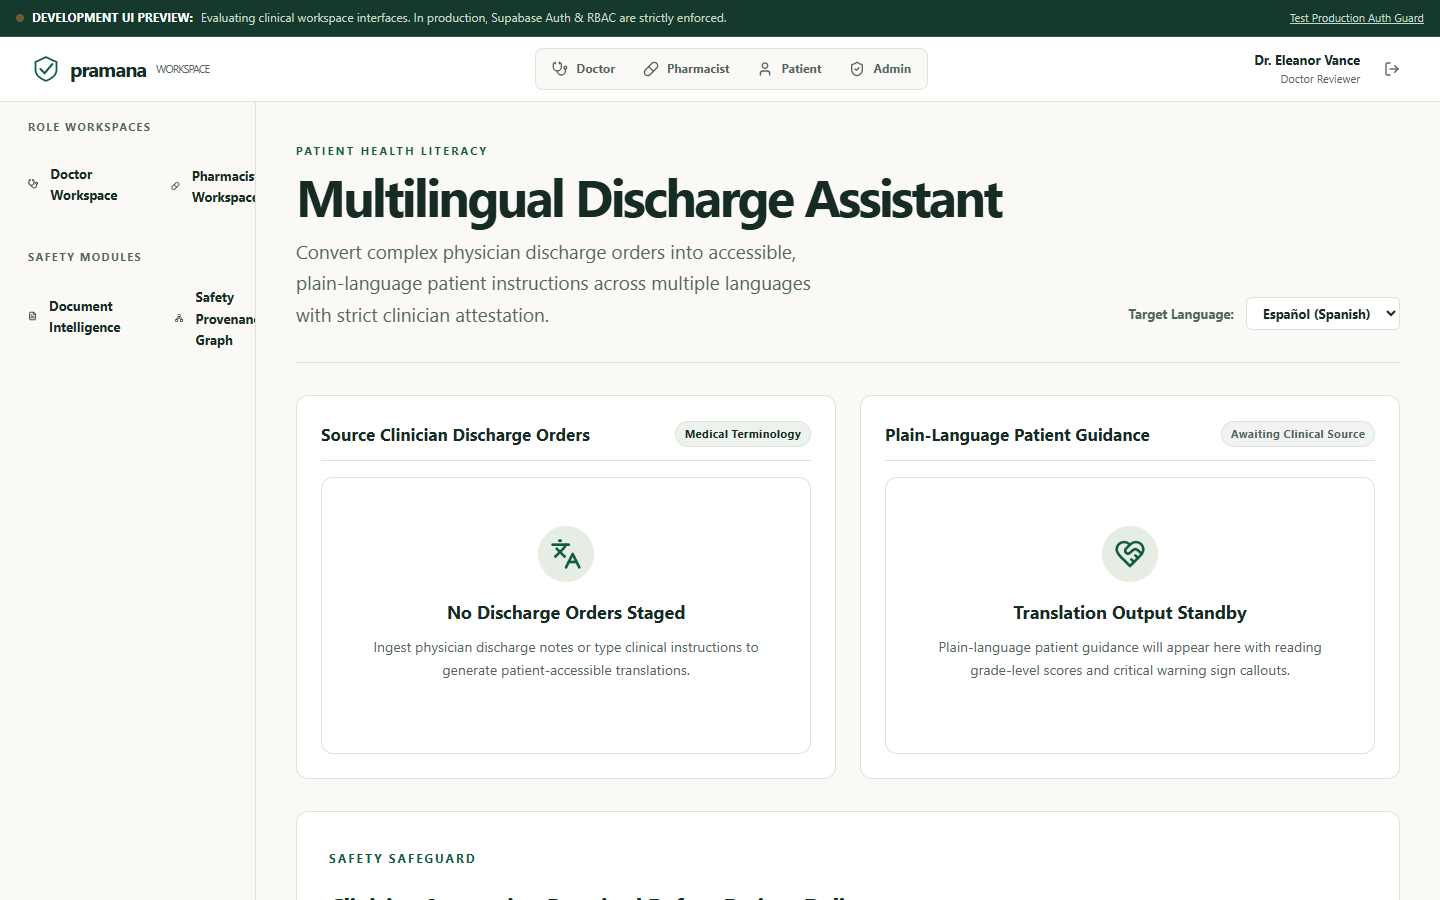 DEVELOPMENT UI PREVIEW: Evaluating clinical workspace interfaces. In production, Supabase Auth & RBAC are strictly enforced.
Test Production Auth Guard
pramana WORKSPACE
Doctor
Pharmacist
Patient
Admin
Dr. Eleanor Vance
Doctor Reviewer
ROLE WORKSPACES
Doctor
Workspace
Pharmacis
Workspace
SAFETY MODULES
Document
Intelligence
Safety
Provenan
Graph
PATIENT HEALTH LITERACY
Multilingual Discharge Assistant
Convert complex physician discharge orders into accessible,
plain-language patient instructions across multiple languages
with strict clinician attestation.
Target Language:
Español (Spanish)
Source Clinician Discharge Orders
Medical Terminology
No Discharge Orders Staged
Ingest physician discharge notes or type clinical instructions to
generate patient-accessible translations.
Plain-Language Patient Guidance
Awaiting Clinical Source
Translation Output Standby
Plain-language patient guidance will appear here with reading
grade-level scores and critical warning sign callouts.
SAFETY SAFEGUARD